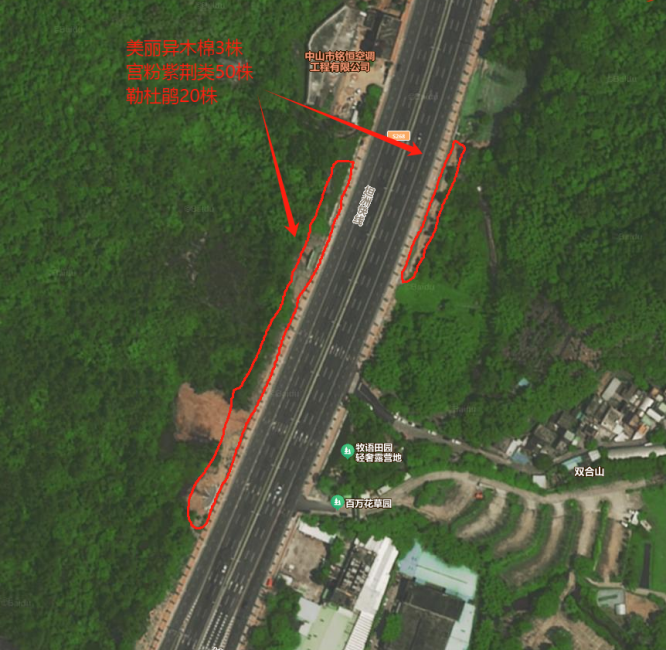 美丽异木棉3株
宫粉紫荆类50株
勒杜鹃20株
中山市铭恒空调
工程有限公司
S268
牧语田园
轻奢露营地
双合山
百万花草园